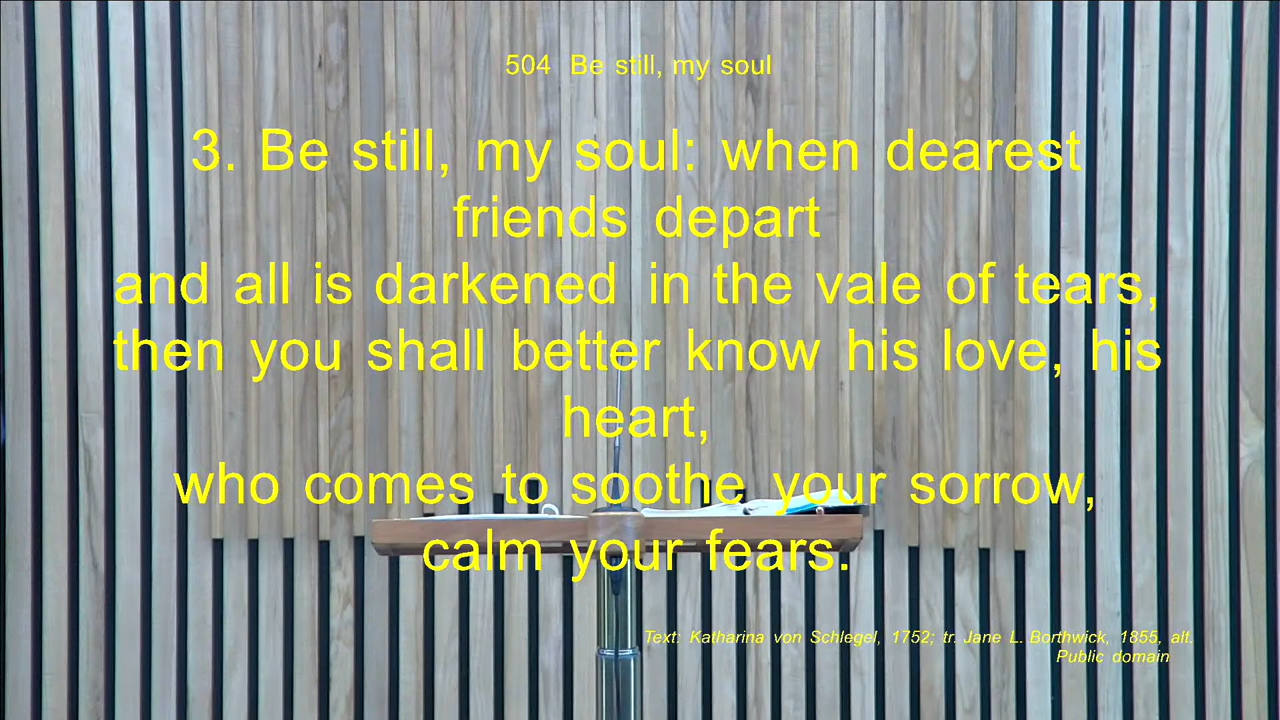 504 Be still, my soul
3. Be still, my soul: when dearest
friends depart
and all is darkened in the vale of tears,
then you shall better know his love, his
heart,
who comes to soothe your sorrow,
calm your fears.
Text: Katharina von Schlegel, 1752; tr. Jane L. Borthwick, 1855, alt.
Public domain